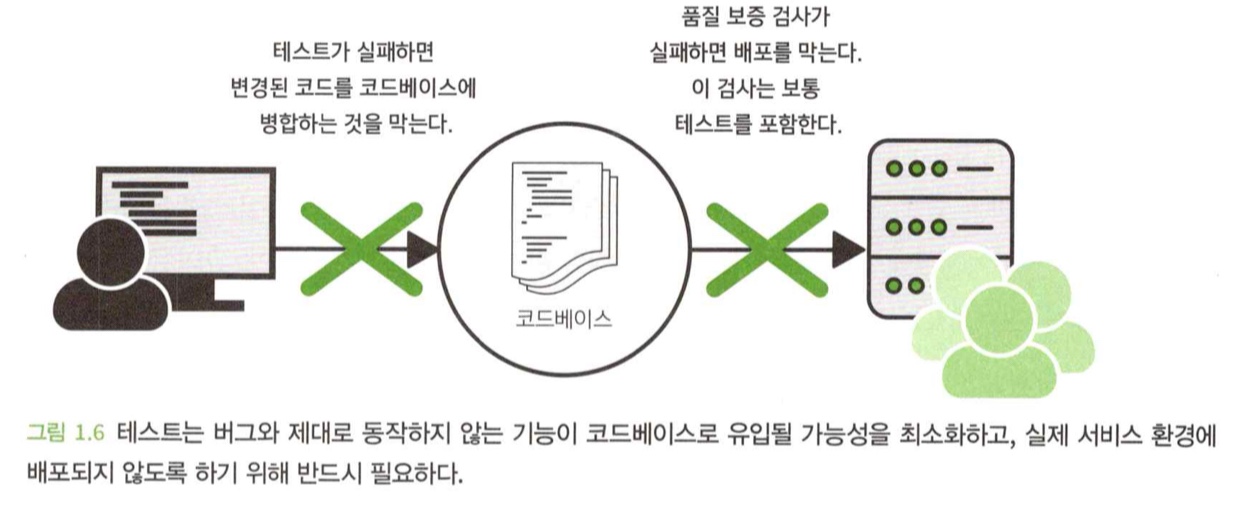 테스트가 실패하면
변경된 코드를 코드베이스에
병합하는 것을 막는다.
품질 보증 검사가
실패하면 배포를 막는다.
이 검사는 보통
테스트를 포함한다.
코드베이스
그림 1.6 테스트는 버그와 제대로 동작하지 않는 기능이 코드베이스로 유입될 가능성을 최소화하고, 실제 서비스 환경에
배포되지 않도록 하기 위해 반드시 필요하다.